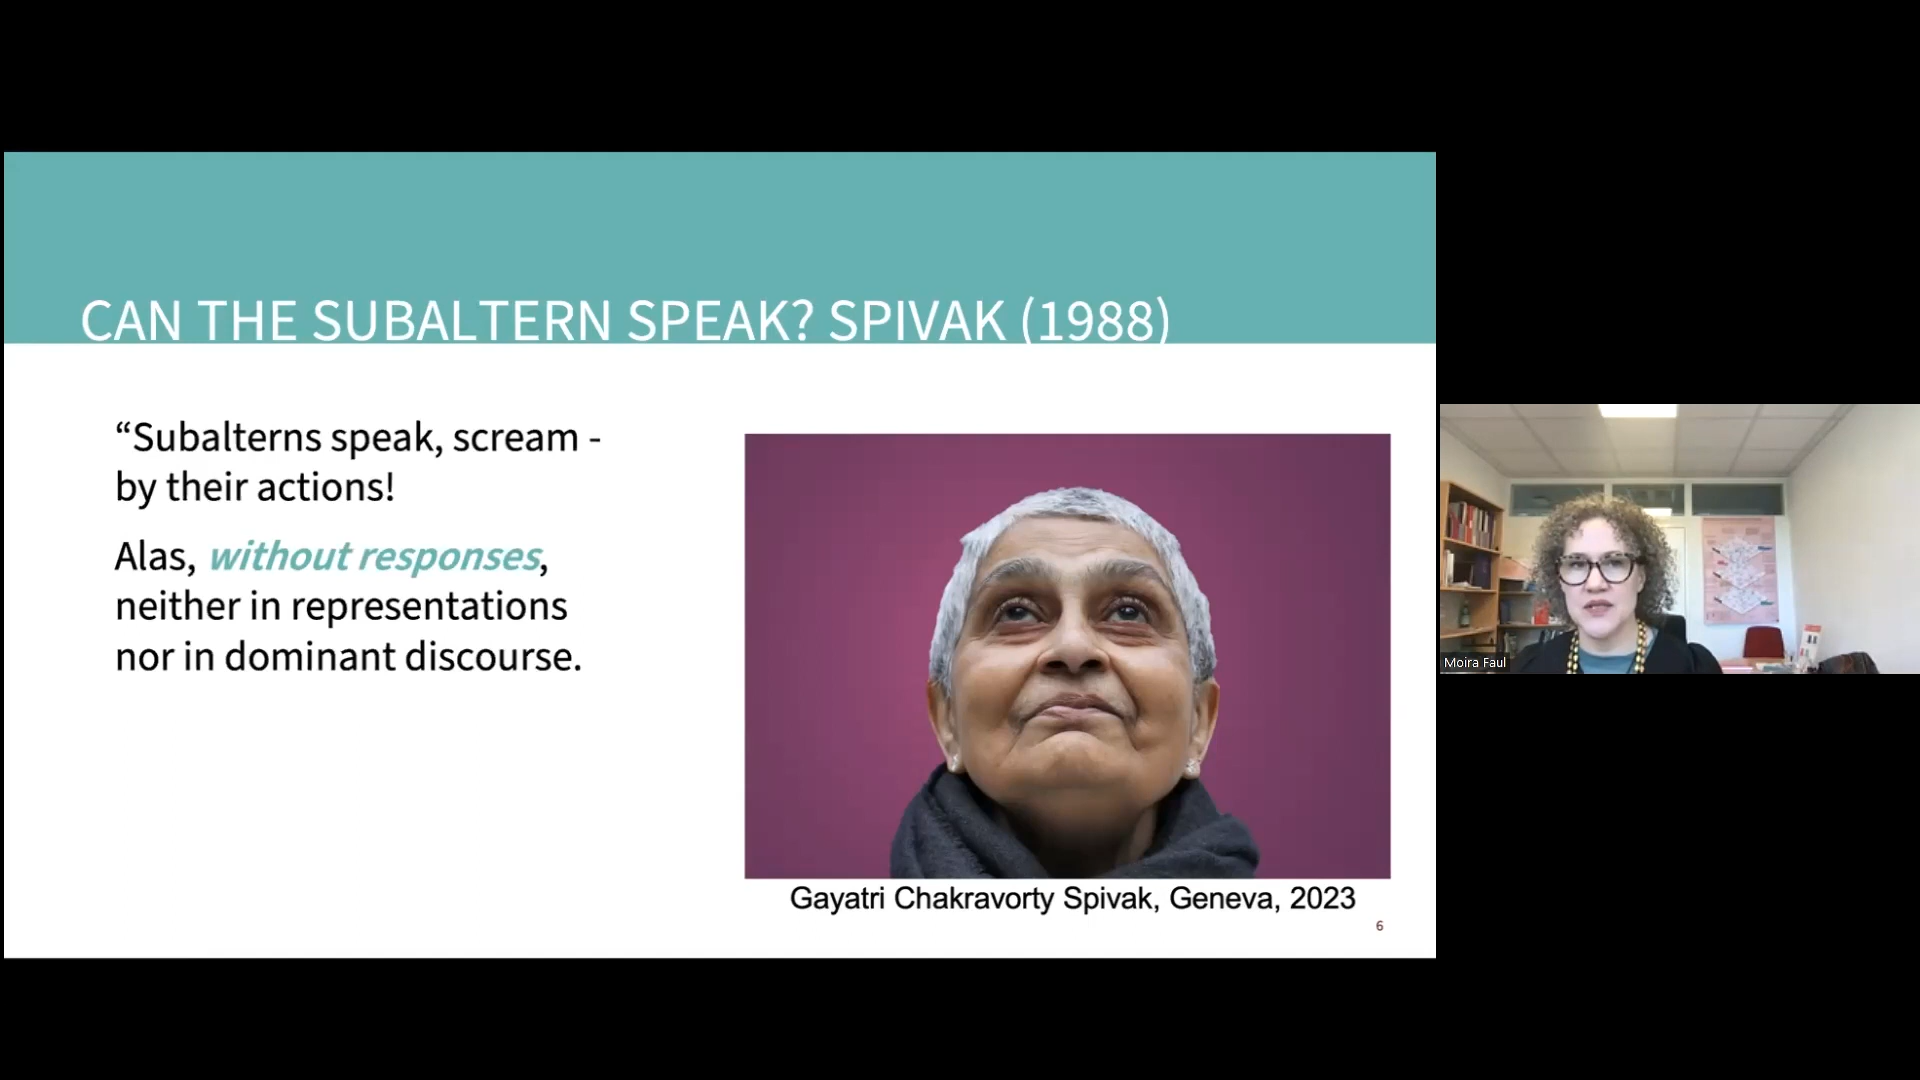 CAN THE SUBALTERN SPEAK? SPIVAK (1988)
“Subalterns speak, scream -
by their actions!
Alas, without responses,
neither in representations
nor in dominant discourse.
Gayatri Chakravorty Spivak, Geneva, 2023
6
Moira Faul